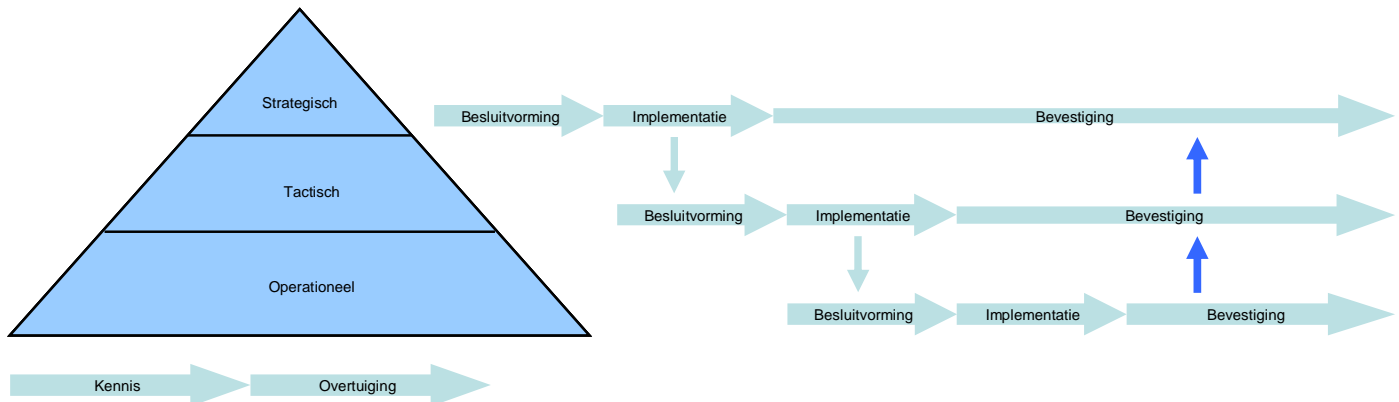 Strategisch
Besluitvorming Implementatie Bevestiging
Tactisch
Besluitvorming Implementatie Bevestiging
Operationeel
Besluitvorming Implementatie Bevestiging
Kennis Overtuiging